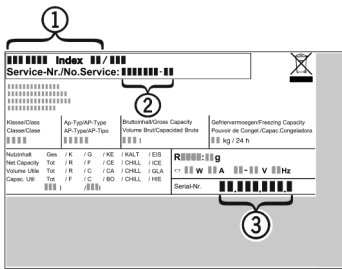 1
Index /
Service-Nr./No.Service: -
2
Klasse/Class
Classe/Clase
Ap-Typ/AP-Type
AP-Type/AP-Tipo
Bruttoinhalt/Gross Capacity
Volume Brut/Capacided Bruta
l
Gefriervermoegen/Freezing Capacity
Pouvoir de Congel./Capac.Congeladora
kg / 24 h
Nutzinhalt Ges / K / G / KE / KALT / EIS
Net.Capacity Tot / R / F / CE / CHILL / ICE
Volume Utile Tot / R / C / CA / CHILL / GLA
Capac. Util Tot / F / C / BO / CHILL / HIE
l / l
R : g
W A - V Hz
Serial-Nr. . . .
3